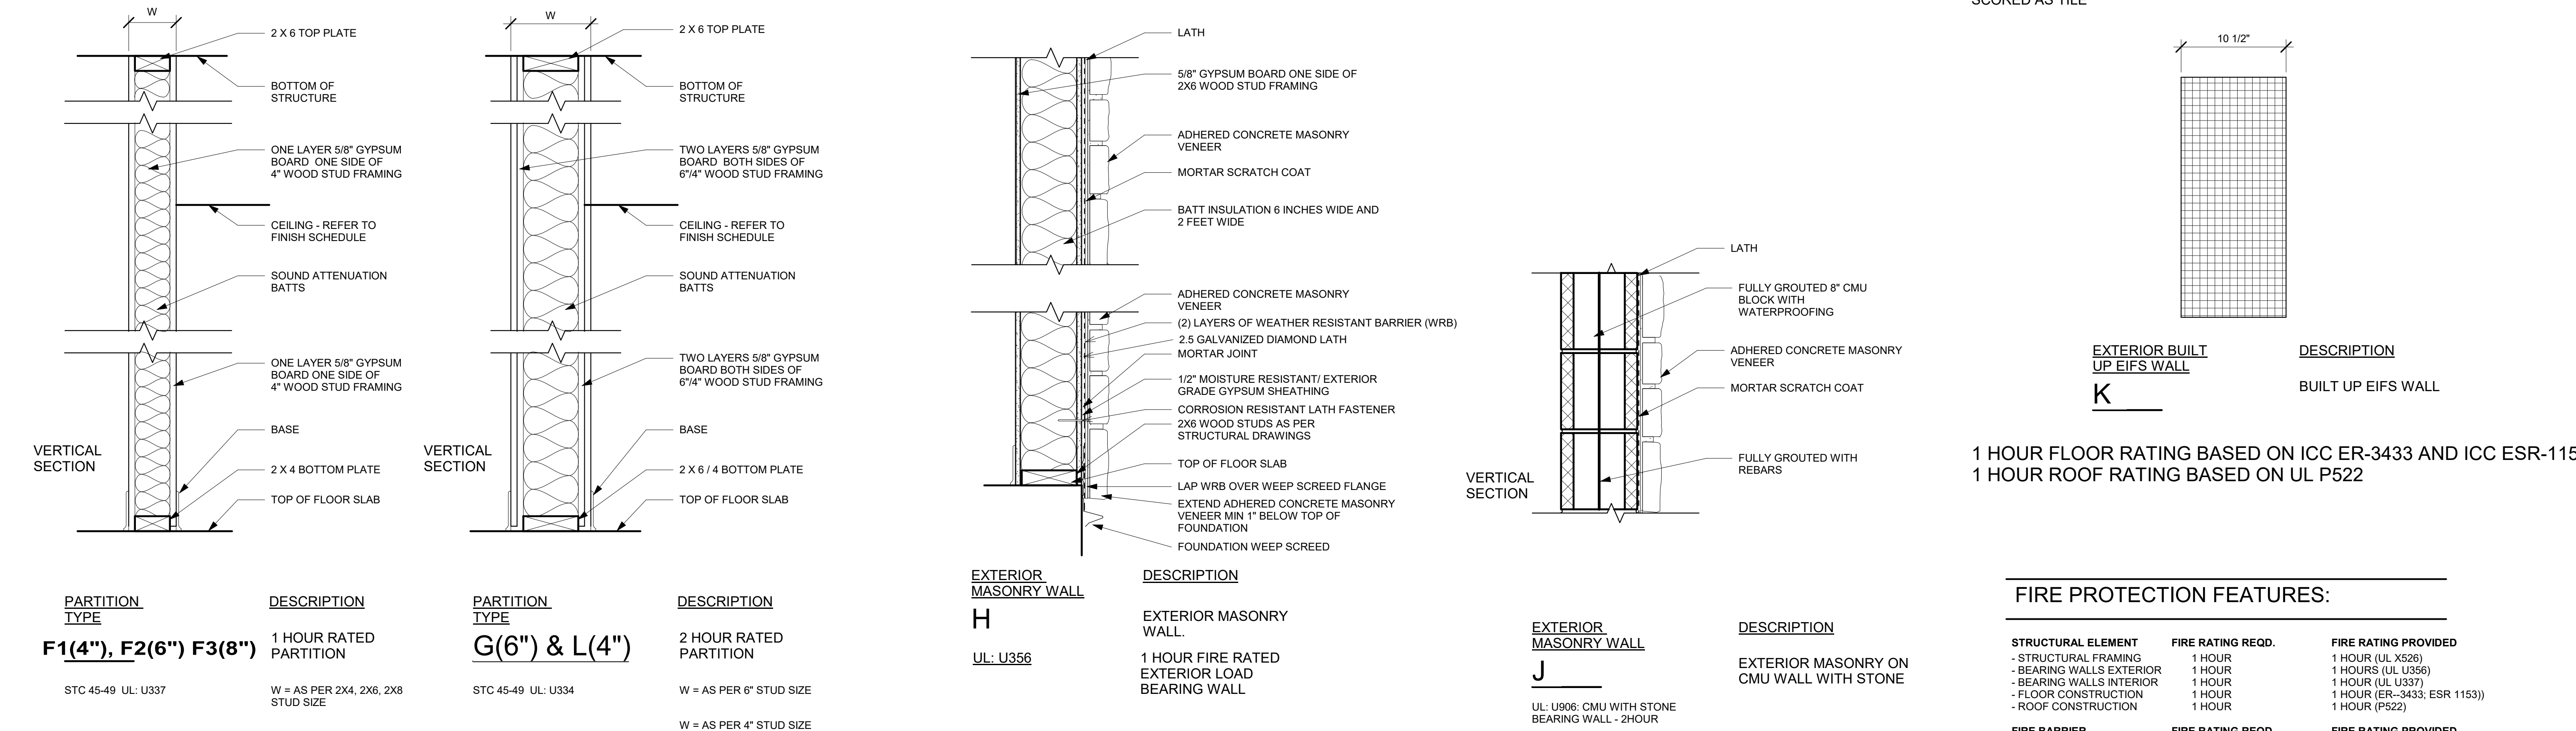 W
2 X 6 TOP PLATE
BOTTOM OF
STRUCTURE
ONE LAYER 5/8" GYPSUM
BOARD ONE SIDE OF
4" WOOD STUD FRAMING
CEILING - REFER TO
FINISH SCHEDULE
SOUND ATTENUATION
BATTS
ONE LAYER 5/8" GYPSUM
BOARD ONE SIDE OF
4" WOOD STUD FRAMING
BASE
VERTICAL
SECTION
2 X 4 BOTTOM PLATE
TOP OF FLOOR SLAB
PARTITION
TYPE
DESCRIPTION
F1(4"), F2(6") F3(8")
1 HOUR RATED
PARTITION
STC 45-49 UL: U337
W = AS PER 2X4, 2X6, 2X8
STUD SIZE
W
2 X 6 TOP PLATE
BOTTOM OF
STRUCTURE
TWO LAYERS 5/8" GYPSUM
BOARD BOTH SIDES OF
6"/4" WOOD STUD FRAMING
CEILING - REFER TO
FINISH SCHEDULE
SOUND ATTENUATION
BATTS
TWO LAYERS 5/8" GYPSUM
BOARD BOTH SIDES OF
6"/4" WOOD STUD FRAMING
BASE
VERTICAL
SECTION
2 X 6 / 4 BOTTOM PLATE
TOP OF FLOOR SLAB
PARTITION
TYPE
DESCRIPTION
G(6") & L(4")
2 HOUR RATED
PARTITION
STC 45-49 UL: U334
W = AS PER 6" STUD SIZE
W = AS PER 4" STUD SIZE
LATH
5/8" GYPSUM BOARD ONE SIDE OF
2X6 WOOD STUD FRAMING
ADHERED CONCRETE MASONRY
VENEER
MORTAR SCRATCH COAT
BATT INSULATION 6 INCHES WIDE AND
2 FEET WIDE
ADHERED CONCRETE MASONRY
VENEER
(2) LAYERS OF WEATHER RESISTANT BARRIER (WRB)
2.5 GALVANIZED DIAMOND LATH
MORTAR JOINT
1/2" MOISTURE RESISTANT/ EXTERIOR
GRADE GYPSUM SHEATHING
CORROSION RESISTANT LATH FASTENER
2X6 WOOD STUDS AS PER
STRUCTURAL DRAWINGS
TOP OF FLOOR SLAB
LAP WRB OVER WEEP SCREED FLANGE
EXTEND ADHERED CONCRETE MASONRY
VENEER MIN 1" BELOW TOP OF
FOUNDATION
FOUNDATION WEEP SCREED
EXTERIOR
MASONRY WALL
DESCRIPTION
H
EXTERIOR MASONRY
WALL.
UL: U356
1 HOUR FIRE RATED
EXTERIOR LOAD
BEARING WALL
LATH
FULLY GROUTED 8" CMU
BLOCK WITH
WATERPROOFING
ADHERED CONCRETE MASONRY
VENEER
MORTAR SCRATCH COAT
FULLY GROUTED WITH
REBARS
VERTICAL
SECTION
EXTERIOR
MASONRY WALL
DESCRIPTION
J
EXTERIOR MASONRY ON
CMU WALL WITH STONE
UL: U906: CMU WITH STONE
BEARING WALL - 2HOUR
SCORED AS TILE
10 1/2"
EXTERIOR BUILT
UP EIFS WALL
DESCRIPTION
K
BUILT UP EIFS WALL
1 HOUR FLOOR RATING BASED ON ICC ER-3433 AND ICC ESR-115
1 HOUR ROOF RATING BASED ON UL P522
FIRE PROTECTION FEATURES:
STRUCTURAL ELEMENT FIRE RATING REQD. FIRE RATING PROVIDED
- STRUCTURAL FRAMING 1 HOUR 1 HOUR (UL X526)
- BEARING WALLS EXTERIOR 1 HOUR 1 HOURS (UL U356)
- BEARING WALLS INTERIOR 1 HOUR 1 HOUR (UL U337)
- FLOOR CONSTRUCTION 1 HOUR 1 HOUR (ER--3433; ESR 1153))
- ROOF CONSTRUCTION 1 HOUR 1 HOUR (P522)
FIRE BARRIER FIRE RATING REQD. FIRE RATING PROVIDED